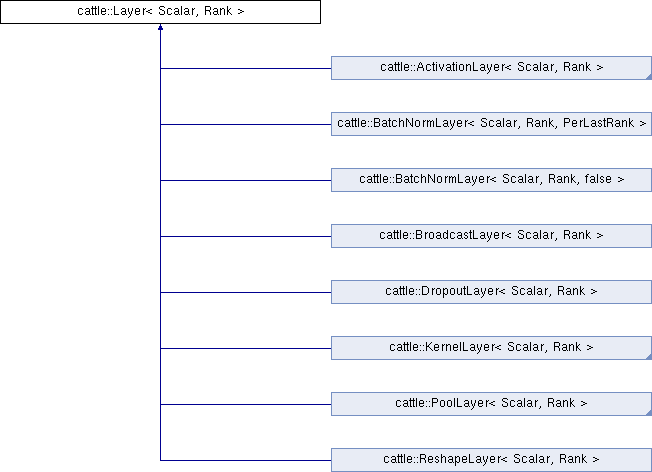 cattle::Layer< Scalar, Rank >
cattle::ActivationLayer< Scalar, Rank >
cattle::BatchNormLayer< Scalar, Rank, PerLastRank >
cattle::BatchNormLayer< Scalar, Rank, false >
cattle::BroadcastLayer< Scalar, Rank >
cattle::DropoutLayer< Scalar, Rank >
cattle::KernelLayer< Scalar, Rank >
cattle::PoolLayer< Scalar, Rank >
cattle::ReshapeLayer< Scalar, Rank >